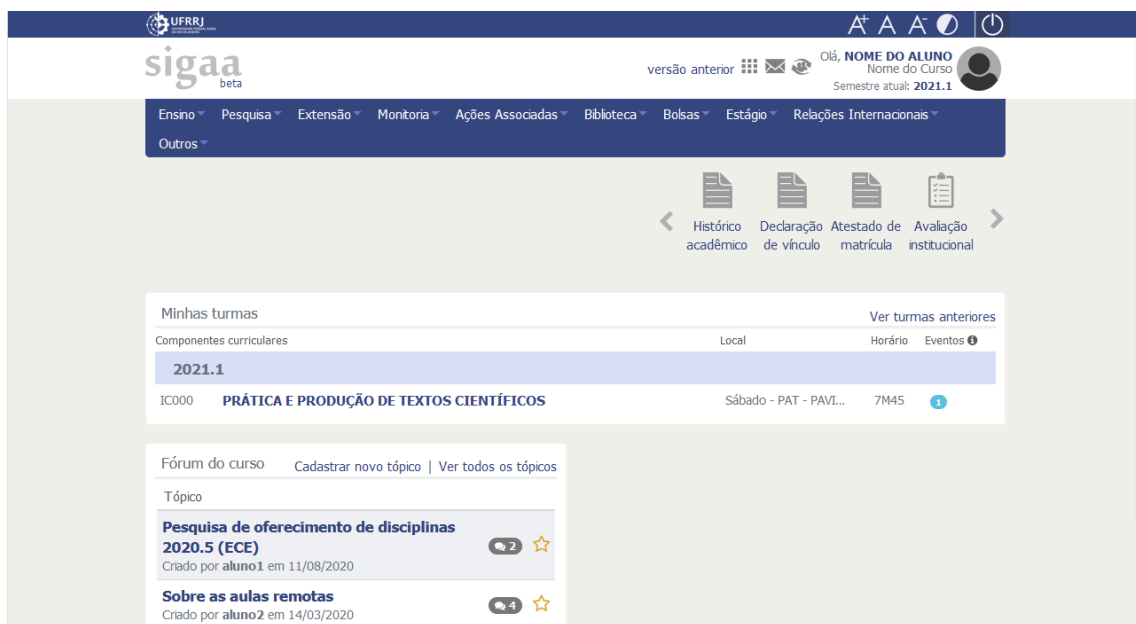 UFRRJ
A+ A A-
sigaa
beta
versão anterior
Olá, NOME DO ALUNO
Nome do Curso
Semestre atual: 2021.1
Ensino Pesquisa Extensão Monitoria Ações Associadas Biblioteca Bolsas Estágio Relações Internacionais
Outros
Histórico acadêmico
Declaração de vínculo
Atestado de matrícula
Avaliação institucional
Minhas turmas Ver turmas anteriores
Componentes curriculares Local Horário Eventos
2021.1
IC000 PRÁTICA E PRODUÇÃO DE TEXTOS CIENTÍFICOS Sábado - PAT - PAVI... 7M45 1
Fórum do curso Cadastrar novo tópico | Ver todos os tópicos
Tópico
Pesquisa de oferecimento de disciplinas
2020.5 (ECE) 2
Criado por aluno1 em 11/08/2020
Sobre as aulas remotas 4
Criado por aluno2 em 14/03/2020